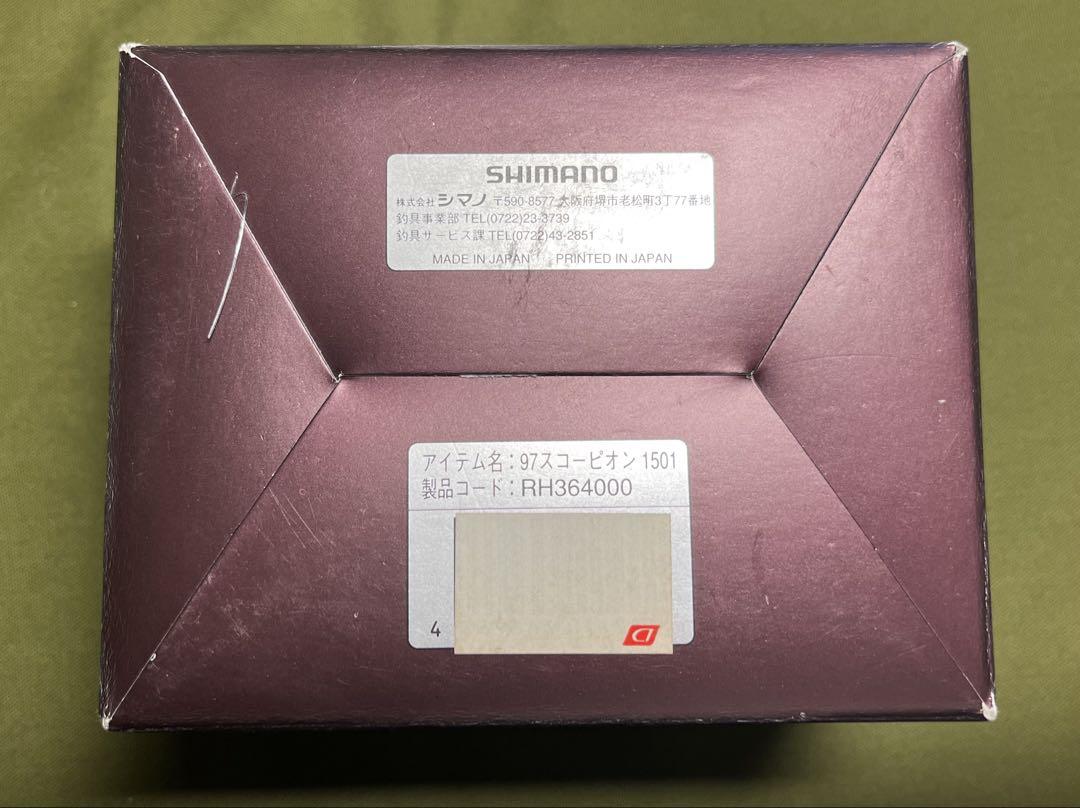 SHIMANO
株式会社シマノ 〒590-8577 大阪府堺市老松町3丁77番地
釣具事業部 TEL(0722)23-3739
釣具サービス課 TEL(0722)43-2851
MADE IN JAPAN PRINTED IN JAPAN
アイテム名：97スコーピオン 1501
製品コード：RH364000
4